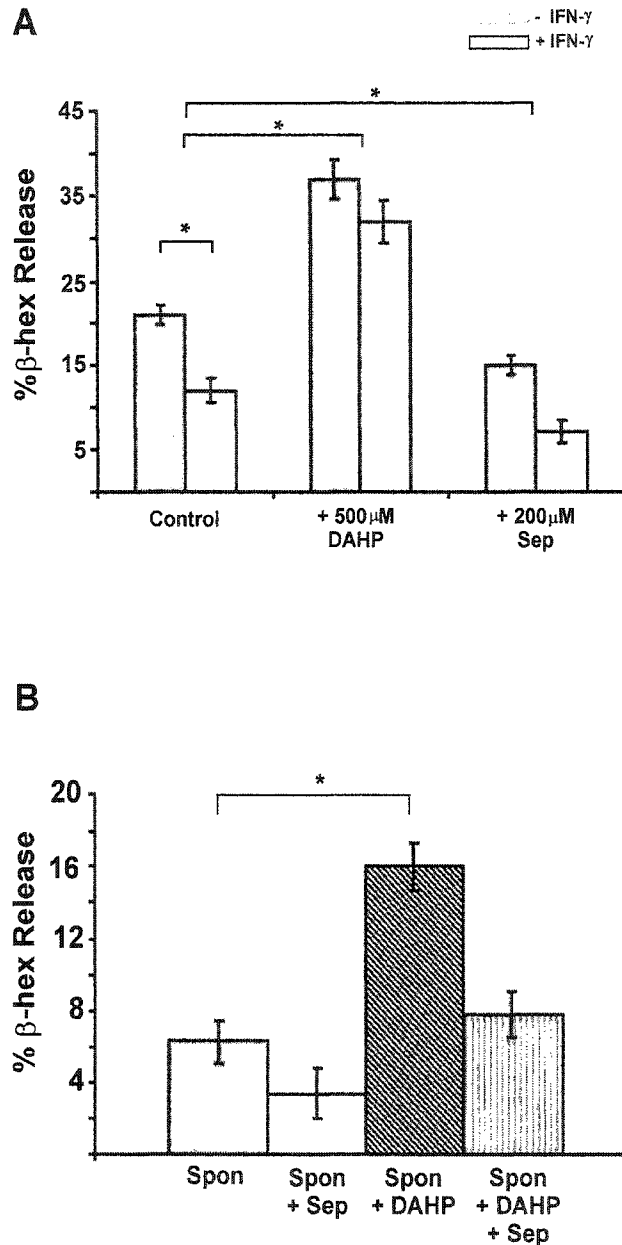 A
- IFN-γ
+ IFN-γ
*
*
*
45
35
25
15
5
%β-hex Release
Control
+ 500μM
DAHP
+ 200μM
Sep
B
*
20
16
12
8
4
% β-hex Release
Spon
Spon
+ Sep
Spon
+ DAHP
Spon
+ DAHP
+ Sep